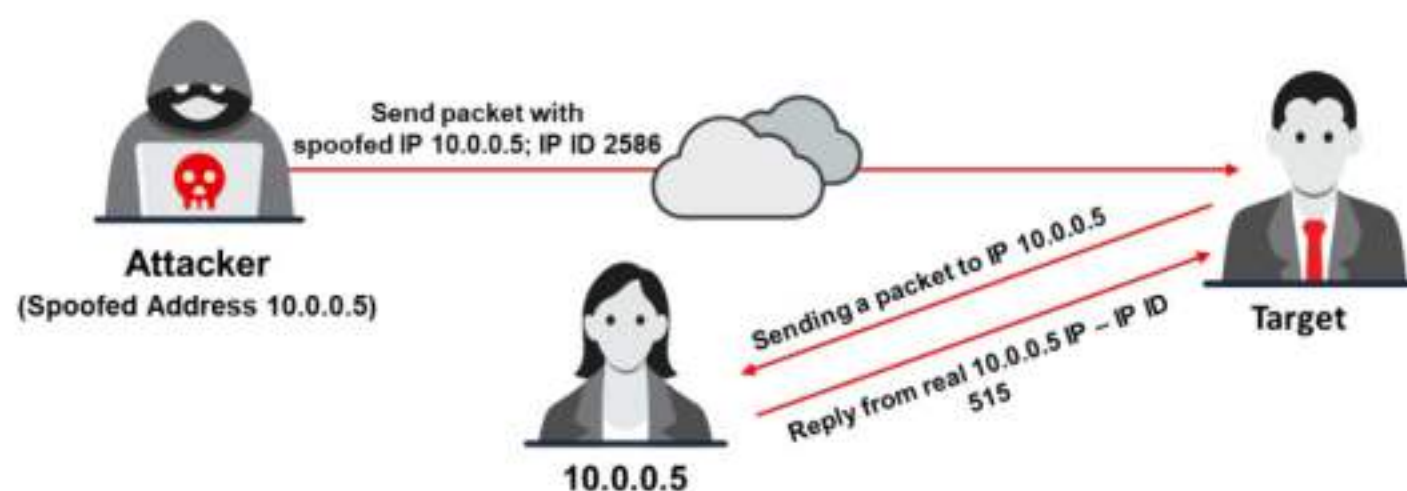 Send packet with
spoofed IP 10.0.0.5; IP ID 2586
Attacker
(Spoofed Address 10.0.0.5)
Sending a packet to IP 10.0.0.5
Reply from real 10.0.0.5 IP – IP ID
515
Target
10.0.0.5